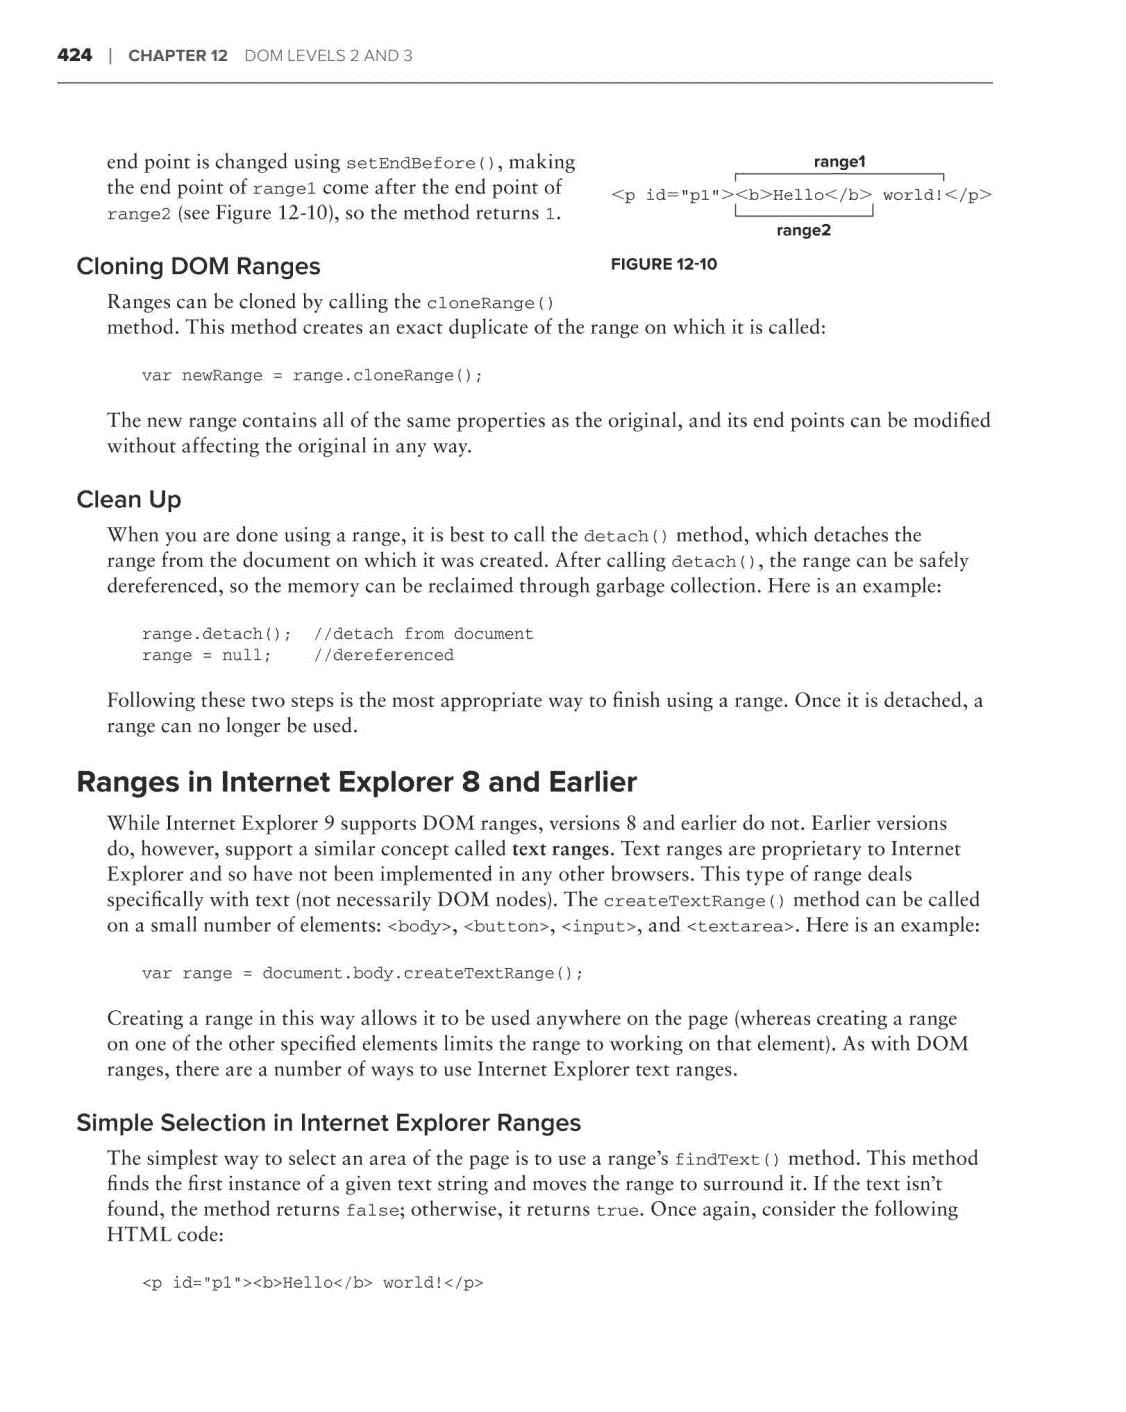 424 | CHAPTER 12 DOM LEVELS 2 AND 3
end point is changed using setEndBefore(), making
the end point of range1 come after the end point of
range2 (see Figure 12-10), so the method returns 1.
range1
<p id="p1"><b>Hello</b> world!</p>
range2
FIGURE 12-10
Cloning DOM Ranges
Ranges can be cloned by calling the cloneRange()
method. This method creates an exact duplicate of the range on which it is called:
var newRange = range.cloneRange();
The new range contains all of the same properties as the original, and its end points can be modified
without affecting the original in any way.
Clean Up
When you are done using a range, it is best to call the detach() method, which detaches the
range from the document on which it was created. After calling detach(), the range can be safely
dereferenced, so the memory can be reclaimed through garbage collection. Here is an example:
range.detach(); //detach from document
range = null; //dereferenced
Following these two steps is the most appropriate way to finish using a range. Once it is detached, a
range can no longer be used.
Ranges in Internet Explorer 8 and Earlier
While Internet Explorer 9 supports DOM ranges, versions 8 and earlier do not. Earlier versions
do, however, support a similar concept called text ranges. Text ranges are proprietary to Internet
Explorer and so have not been implemented in any other browsers. This type of range deals
specifically with text (not necessarily DOM nodes). The createTextRange() method can be called
on a small number of elements: <body>, <button>, <input>, and <textarea>. Here is an example:
var range = document.body.createTextRange();
Creating a range in this way allows it to be used anywhere on the page (whereas creating a range
on one of the other specified elements limits the range to working on that element). As with DOM
ranges, there are a number of ways to use Internet Explorer text ranges.
Simple Selection in Internet Explorer Ranges
The simplest way to select an area of the page is to use a range's findText() method. This method
finds the first instance of a given text string and moves the range to surround it. If the text isn't
found, the method returns false; otherwise, it returns true. Once again, consider the following
HTML code:
<p id="p1"><b>Hello</b> world!</p>